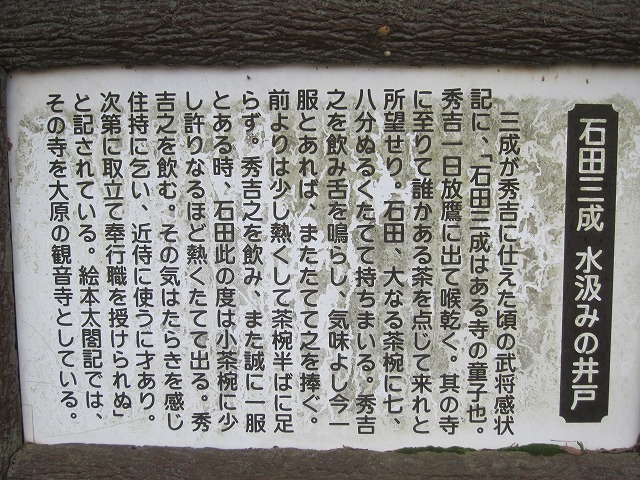 石田三成 水汲みの井戸
三成が秀吉に仕えた頃の武将感状
記に、「石田三成はある寺の童子也。
秀吉一日放鷹に出て喉乾く。其の寺
に至りて誰かある茶を点じて来れと
所望せり。石田、大なる茶椀に七、
八分ぬるくたてて持ちまいる。秀吉
之を飲み舌を鳴らし 気味よし今一
服とあれば、またたてて之を捧ぐ。
前よりは少し熱くして茶椀半ばに足
らず。秀吉之を飲み また誠に一服
とある時、石田此の度は小茶椀に少
し許りなるほど熱くたてて出る。秀
吉之を飲む。その気はたらきを感じ
住持に乞い、近侍に使うに才あり。
次第に取立て奉行職を授けられぬ」
と記されている。絵本太閤記では、
その寺を大原の観音寺としている。